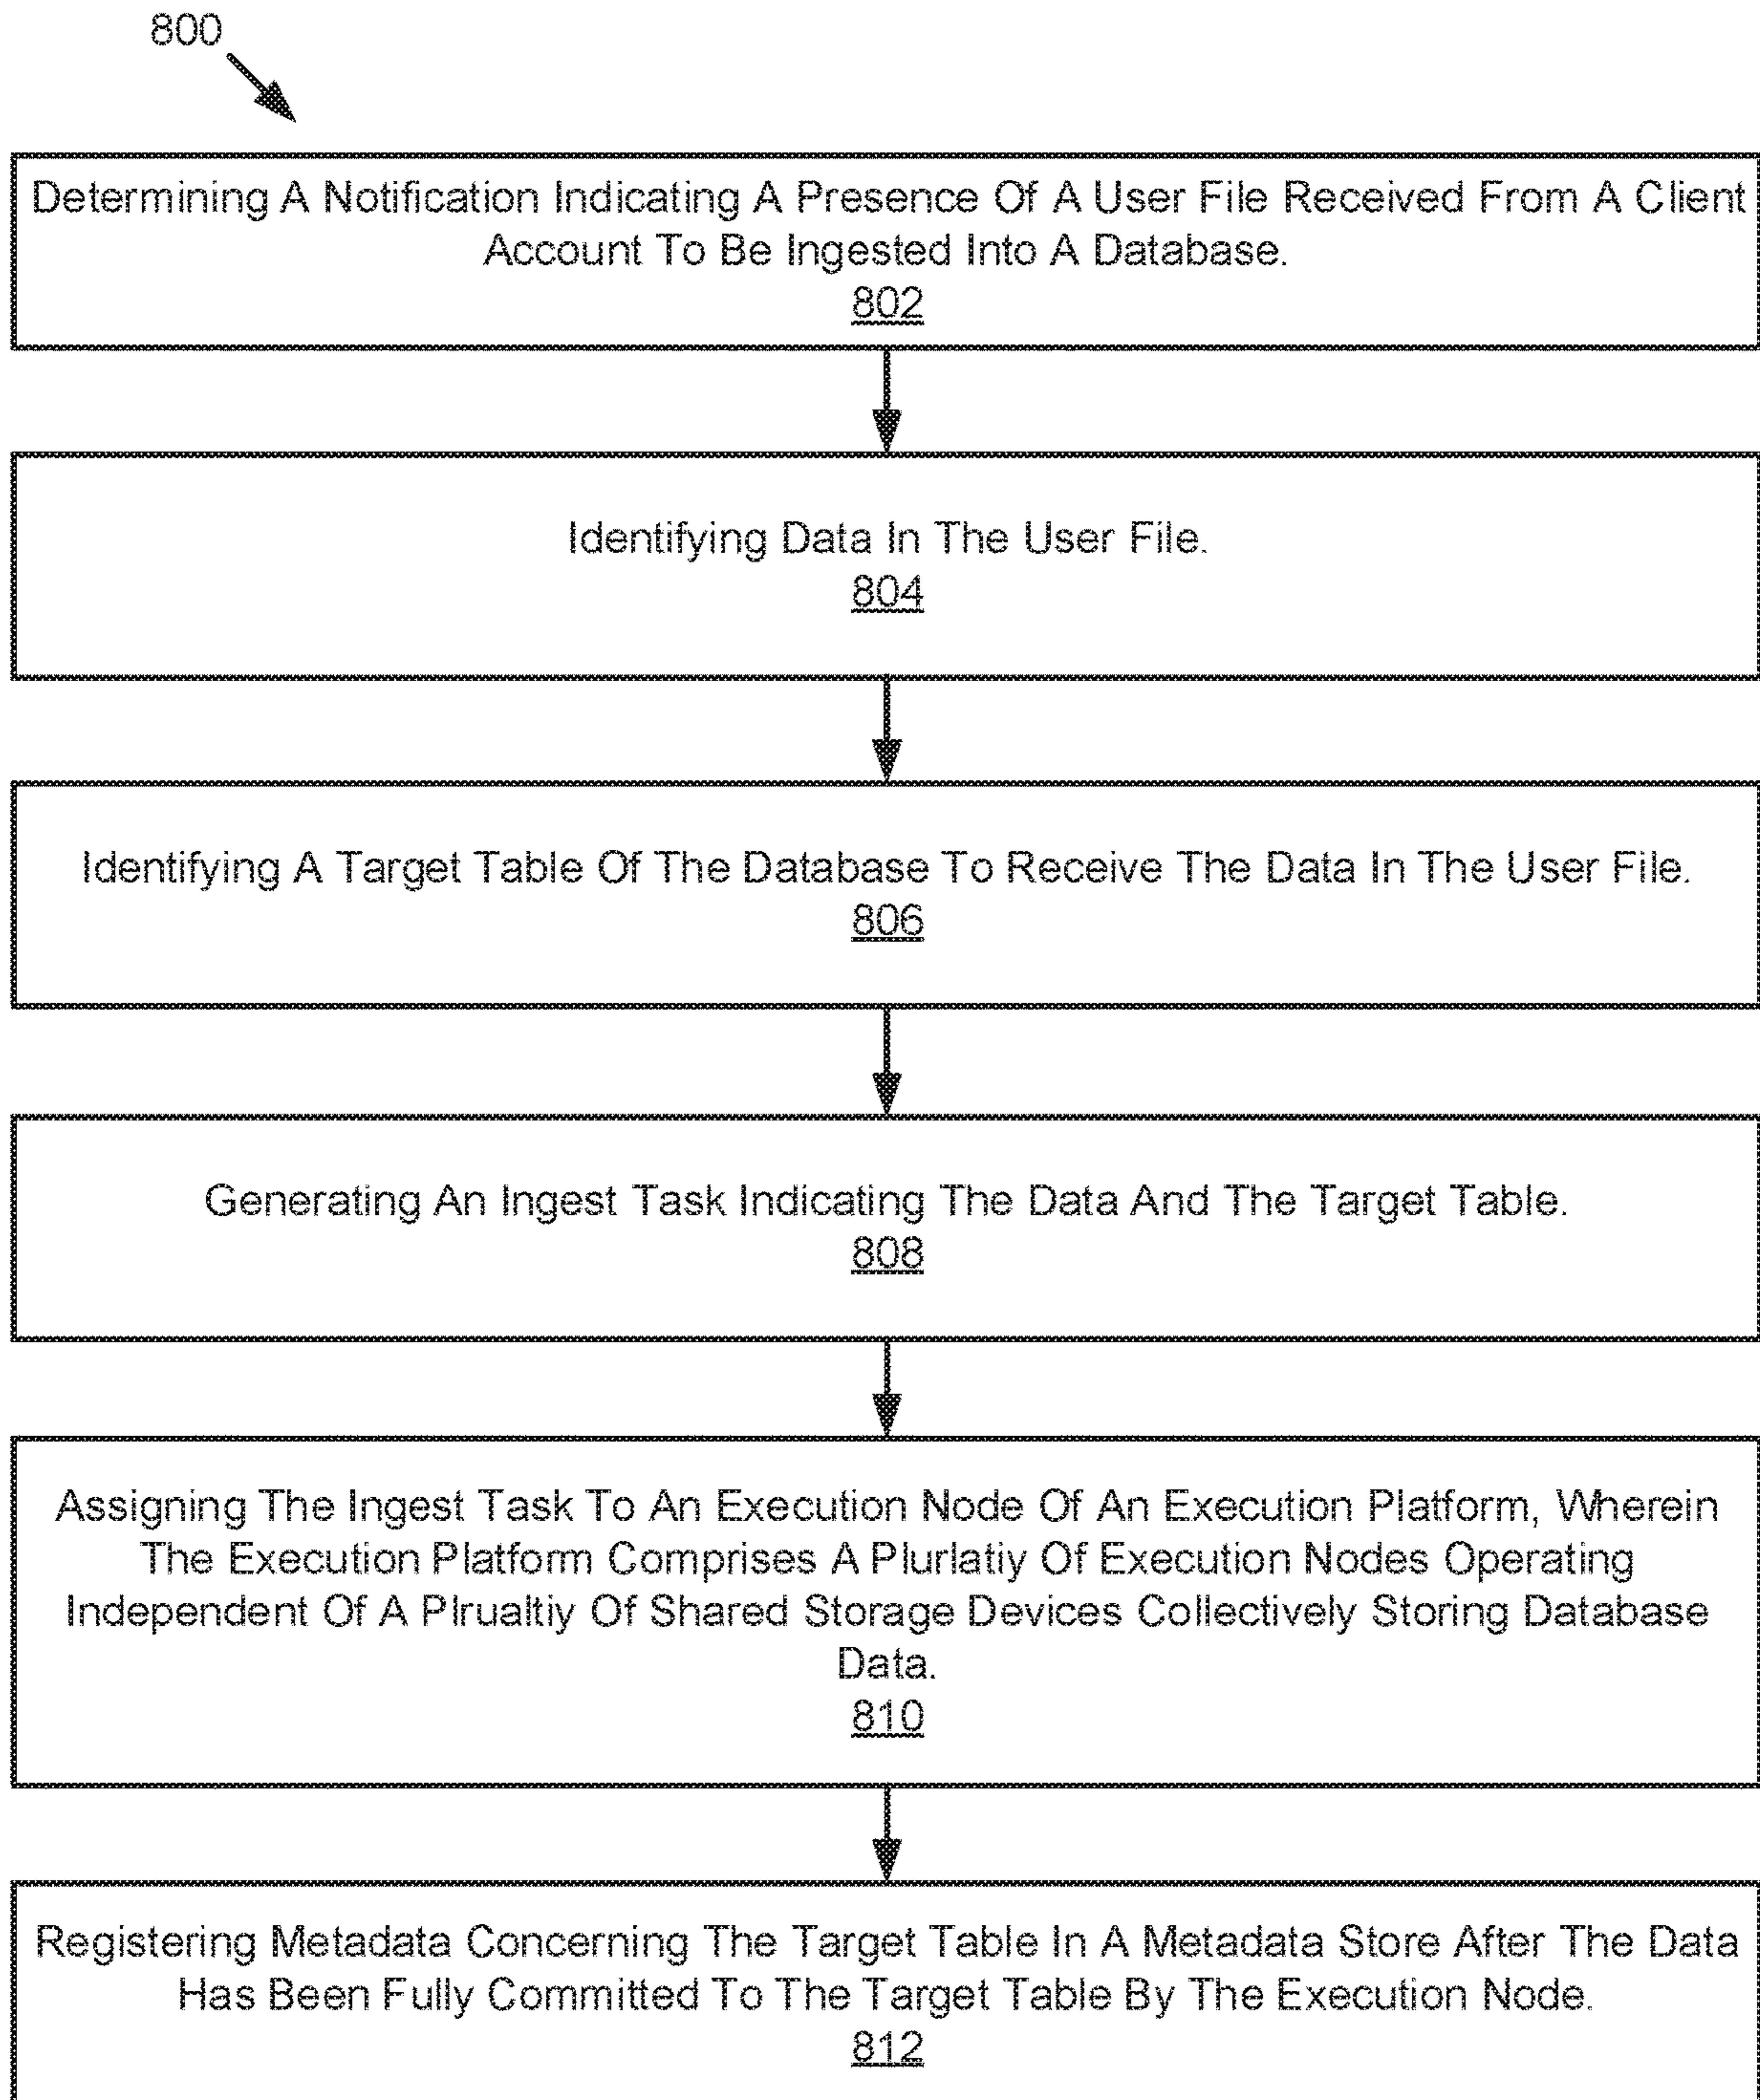 800
Determining A Notification Indicating A Presence Of A User File Received From A Client
Account To Be Ingested Into A Database.
802
Identifying Data In The User File.
804
Identifying A Target Table Of The Database To Receive The Data In The User File.
806
Generating An Ingest Task Indicating The Data And The Target Table.
808
Assigning The Ingest Task To An Execution Node Of An Execution Platform, Wherein
The Execution Platform Comprises A Plurlatiy Of Execution Nodes Operating
Independent Of A Plrualtiy Of Shared Storage Devices Collectively Storing Database
Data.
810
Registering Metadata Concerning The Target Table In A Metadata Store After The Data
Has Been Fully Committed To The Target Table By The Execution Node.
812